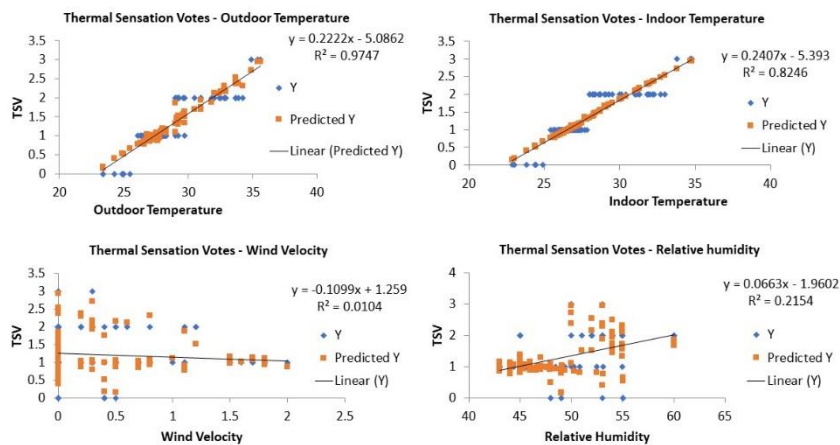 Thermal Sensation Votes - Outdoor Temperature
y = 0.2222x - 5.0862
R² = 0.9747
3.5
3
2.5
2
1.5
1
0.5
0
TSV
Y
Predicted Y
Linear (Predicted Y)
20
25
30
35
40
Outdoor Temperature
Thermal Sensation Votes - Indoor Temperature
y = 0.2407x - 5.393
R² = 0.8246
3.5
3
2.5
2
1.5
1
0.5
0
TSV
Y
Predicted Y
Linear (Y)
20
25
30
35
40
Indoor Temperature
Thermal Sensation Votes - Wind Velocity
y = -0.1099x + 1.259
R² = 0.0104
3.5
3
2.5
2
1.5
1
0.5
0
TSV
Y
Predicted Y
Linear (Y)
0
0.5
1
1.5
2
2.5
Wind Velocity
Thermal Sensation Votes - Relative humidity
y = 0.0663x - 1.9602
R² = 0.2154
4
3
2
1
0
TSV
Y
Predicted Y
Linear (Y)
40
50
60
70
Relative Humidity